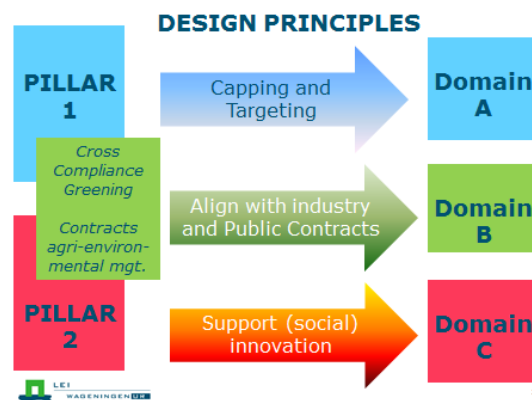 DESIGN PRINCIPLES
PILLAR
1
Cross
Compliance
Greening
Contracts
agri-environ-
mental mgt.
PILLAR
2
Capping and
Targeting
Align with industry
and Public Contracts
Support (social)
innovation
Domain
A
Domain
B
Domain
C
LEI
WAGENINGEN UR